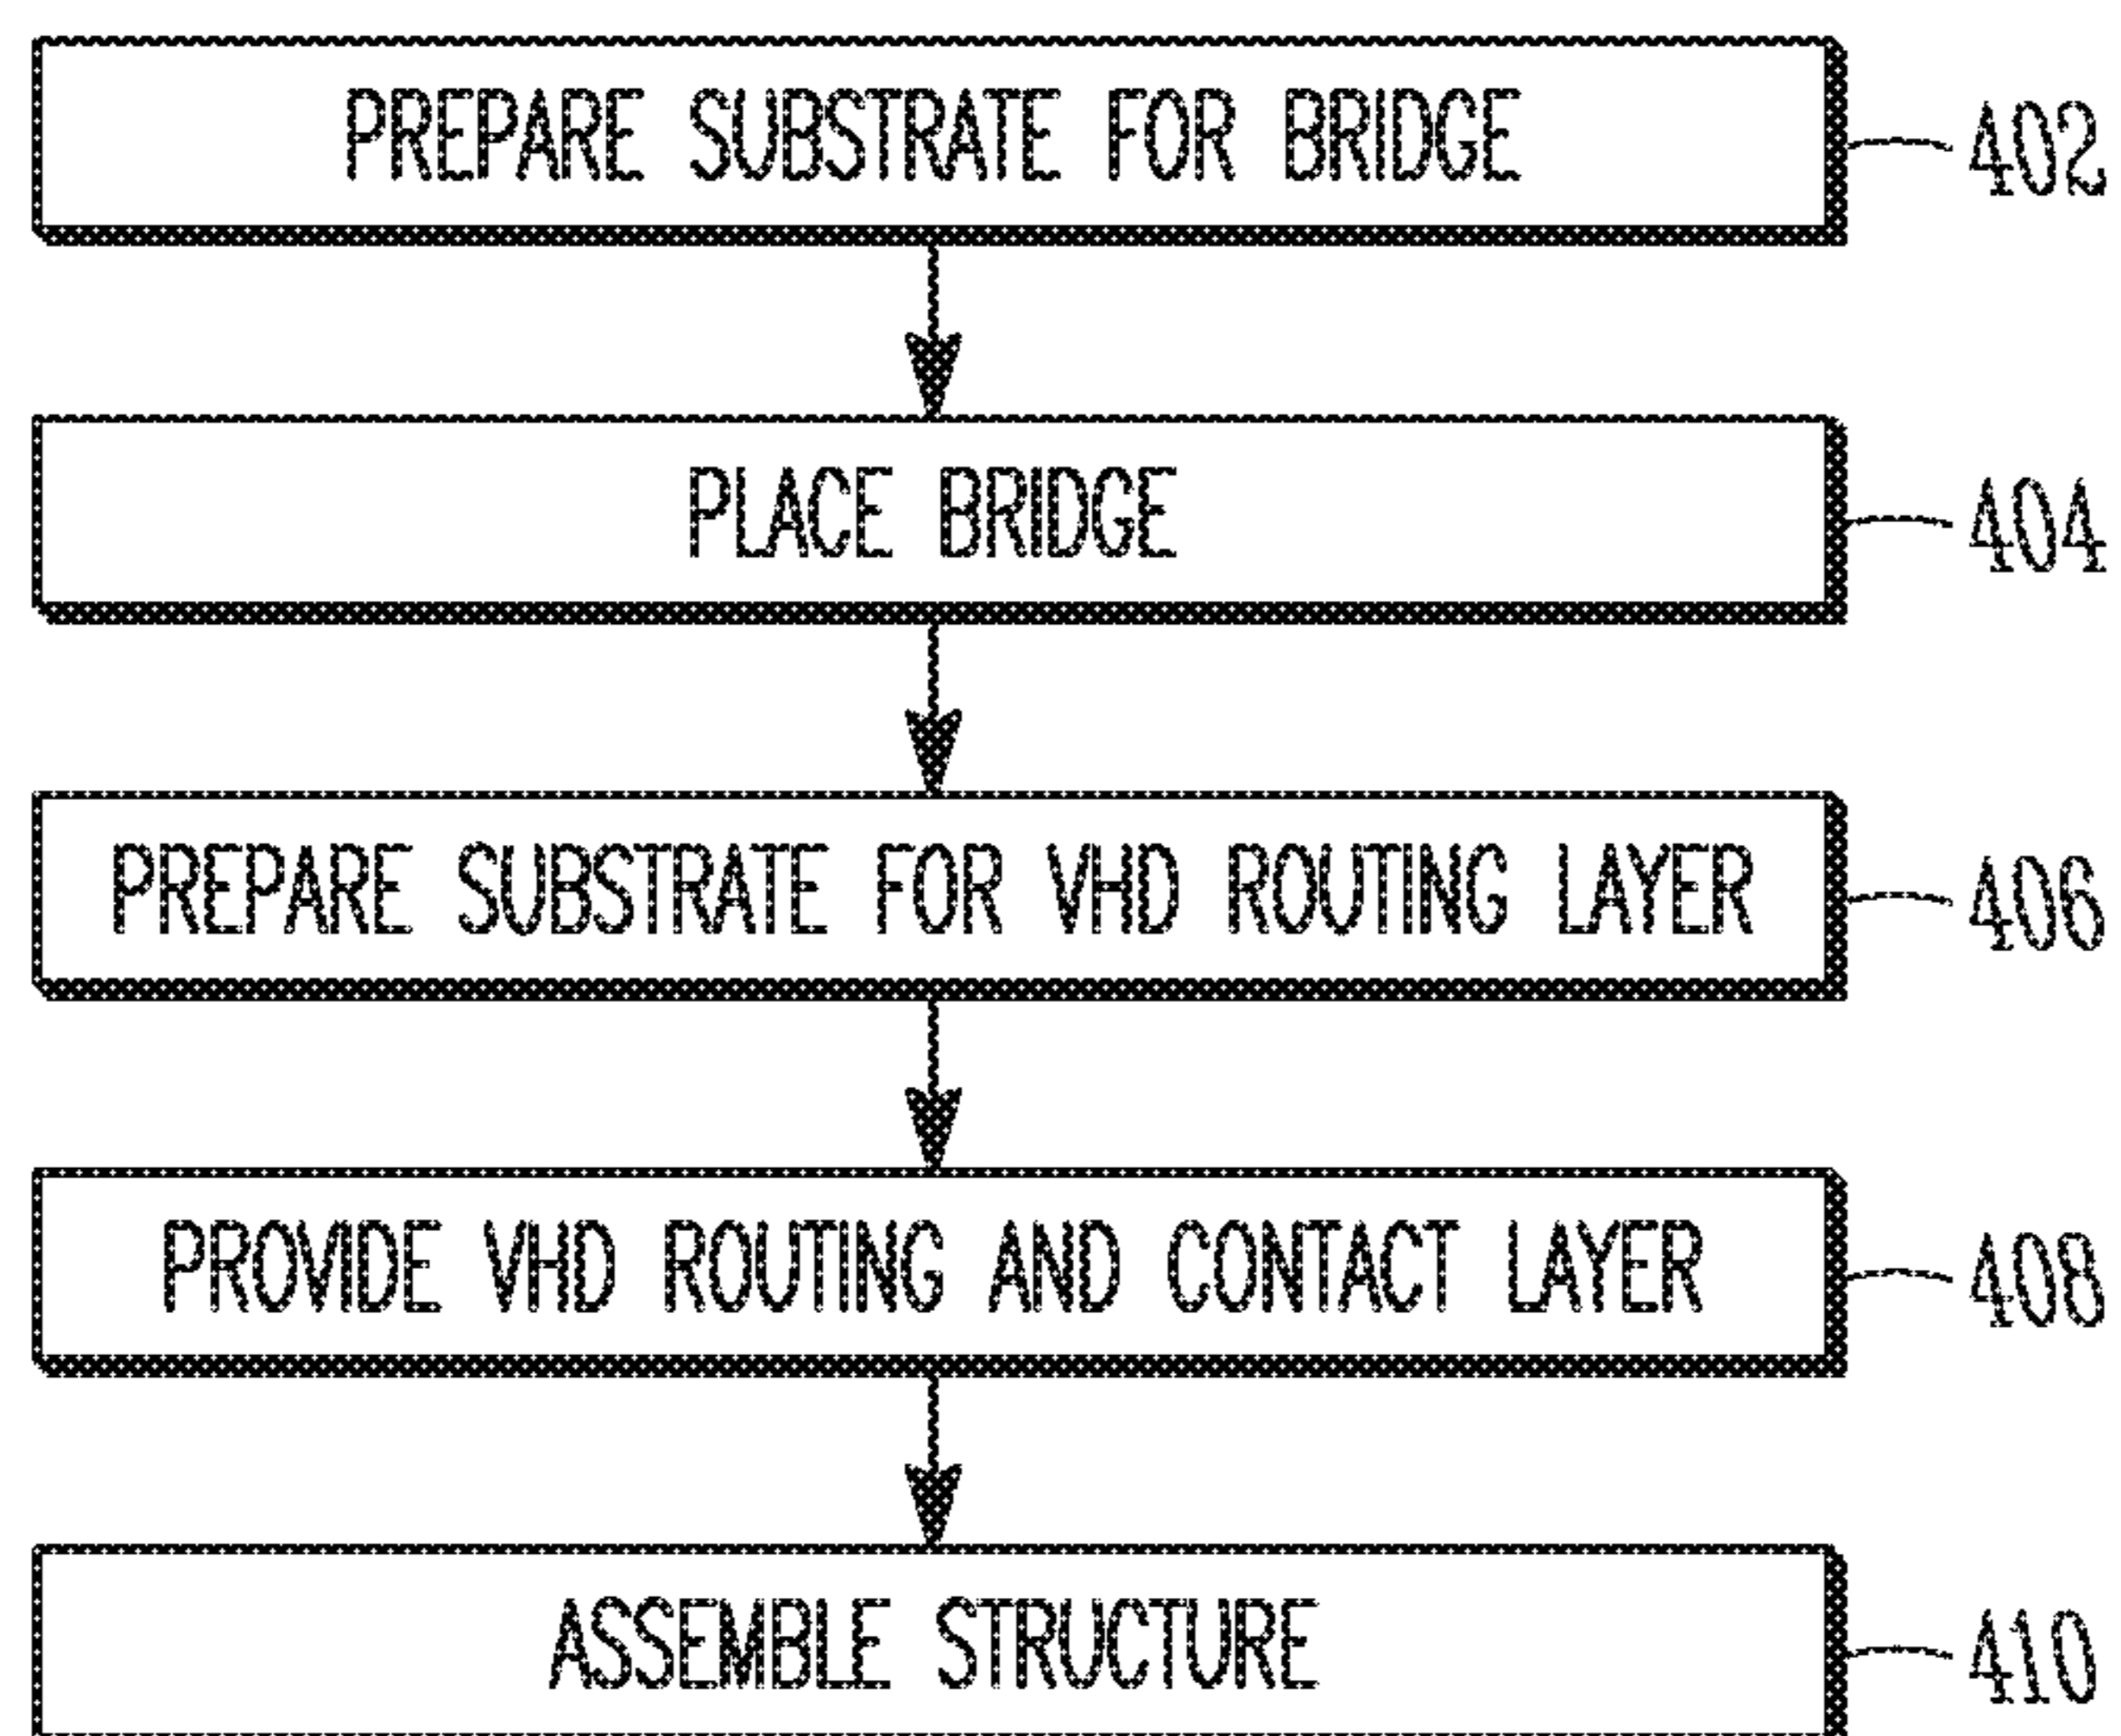 PREPARE SUBSTRATE FOR BRIDGE 402
PLACE BRIDGE 404
PREPARE SUBSTRATE FOR VHD ROUTING LAYER 406
PROVIDE VHD ROUTING AND CONTACT LAYER 408
ASSEMBLE STRUCTURE 410